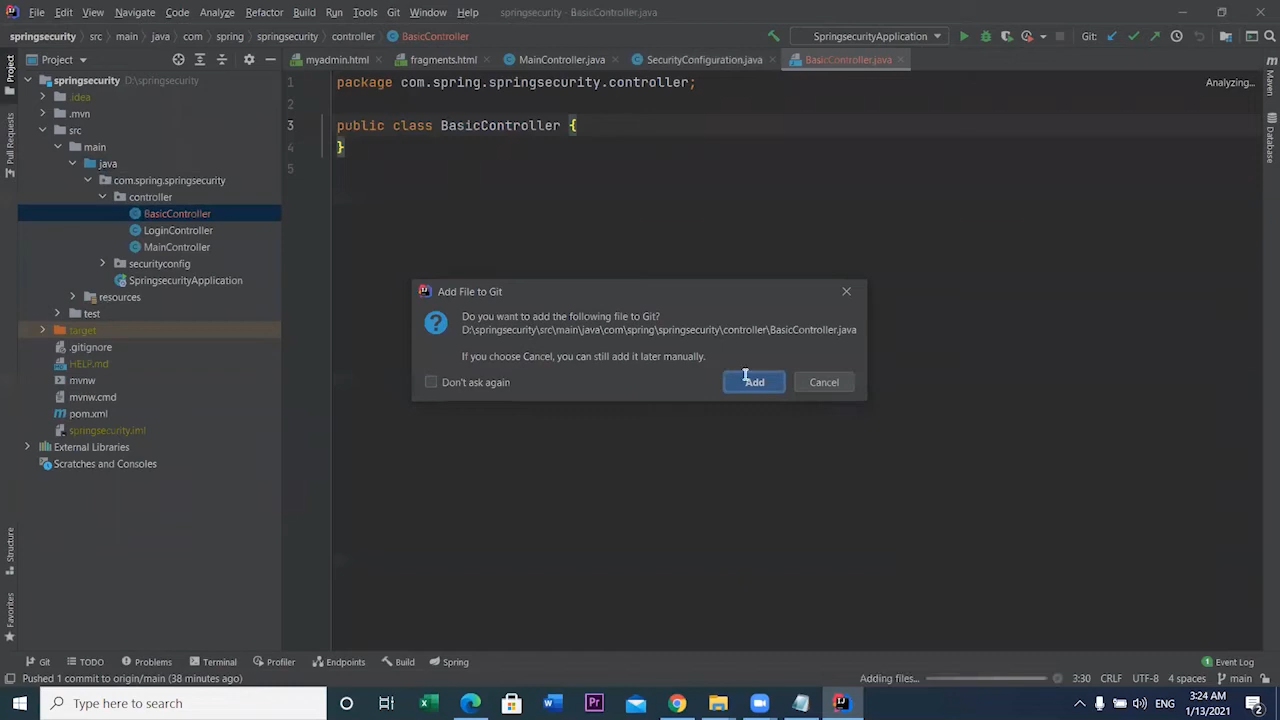 File Edit View Navigate Code Analyze Refactor Build Run Tools Git Window Help springsecurity - BasicController.java
springsecurity src main java com spring springsecurity controller BasicController SpringsecurityApplication Git:
Project myadmin.html fragments.html MainController.java SecurityConfiguration.java BasicController.java
springsecurity D:\springsecurity
.idea
.mvn
src
main
java
com.spring.springsecurity
controller
BasicController
LoginController
MainController
securityconfig
SpringsecurityApplication
resources
test
target
.gitignore
HELP.md
mvnw
mvnw.cmd
pom.xml
springsecurity.iml
External Libraries
Scratches and Consoles
1 package com.spring.springsecurity.controller;
2
3 public class BasicController {
4 }
5
Analyzing...
Add File to Git
Do you want to add the following file to Git?
D:\springsecurity\src\main\java\com\spring\springsecurity\controller\BasicController.java
If you choose Cancel, you can still add it later manually.
Don't ask again
Add Cancel
Project
Pull Requests
Structure
Favorites
Maven
Database
Git TODO Problems Terminal Profiler Endpoints Build Spring Event Log
Pushed 1 commit to origin/main (38 minutes ago) Adding files... 3:30 CRLF UTF-8 4 spaces main
Type here to search
ENG
3:24 AM
1/13/2021
2